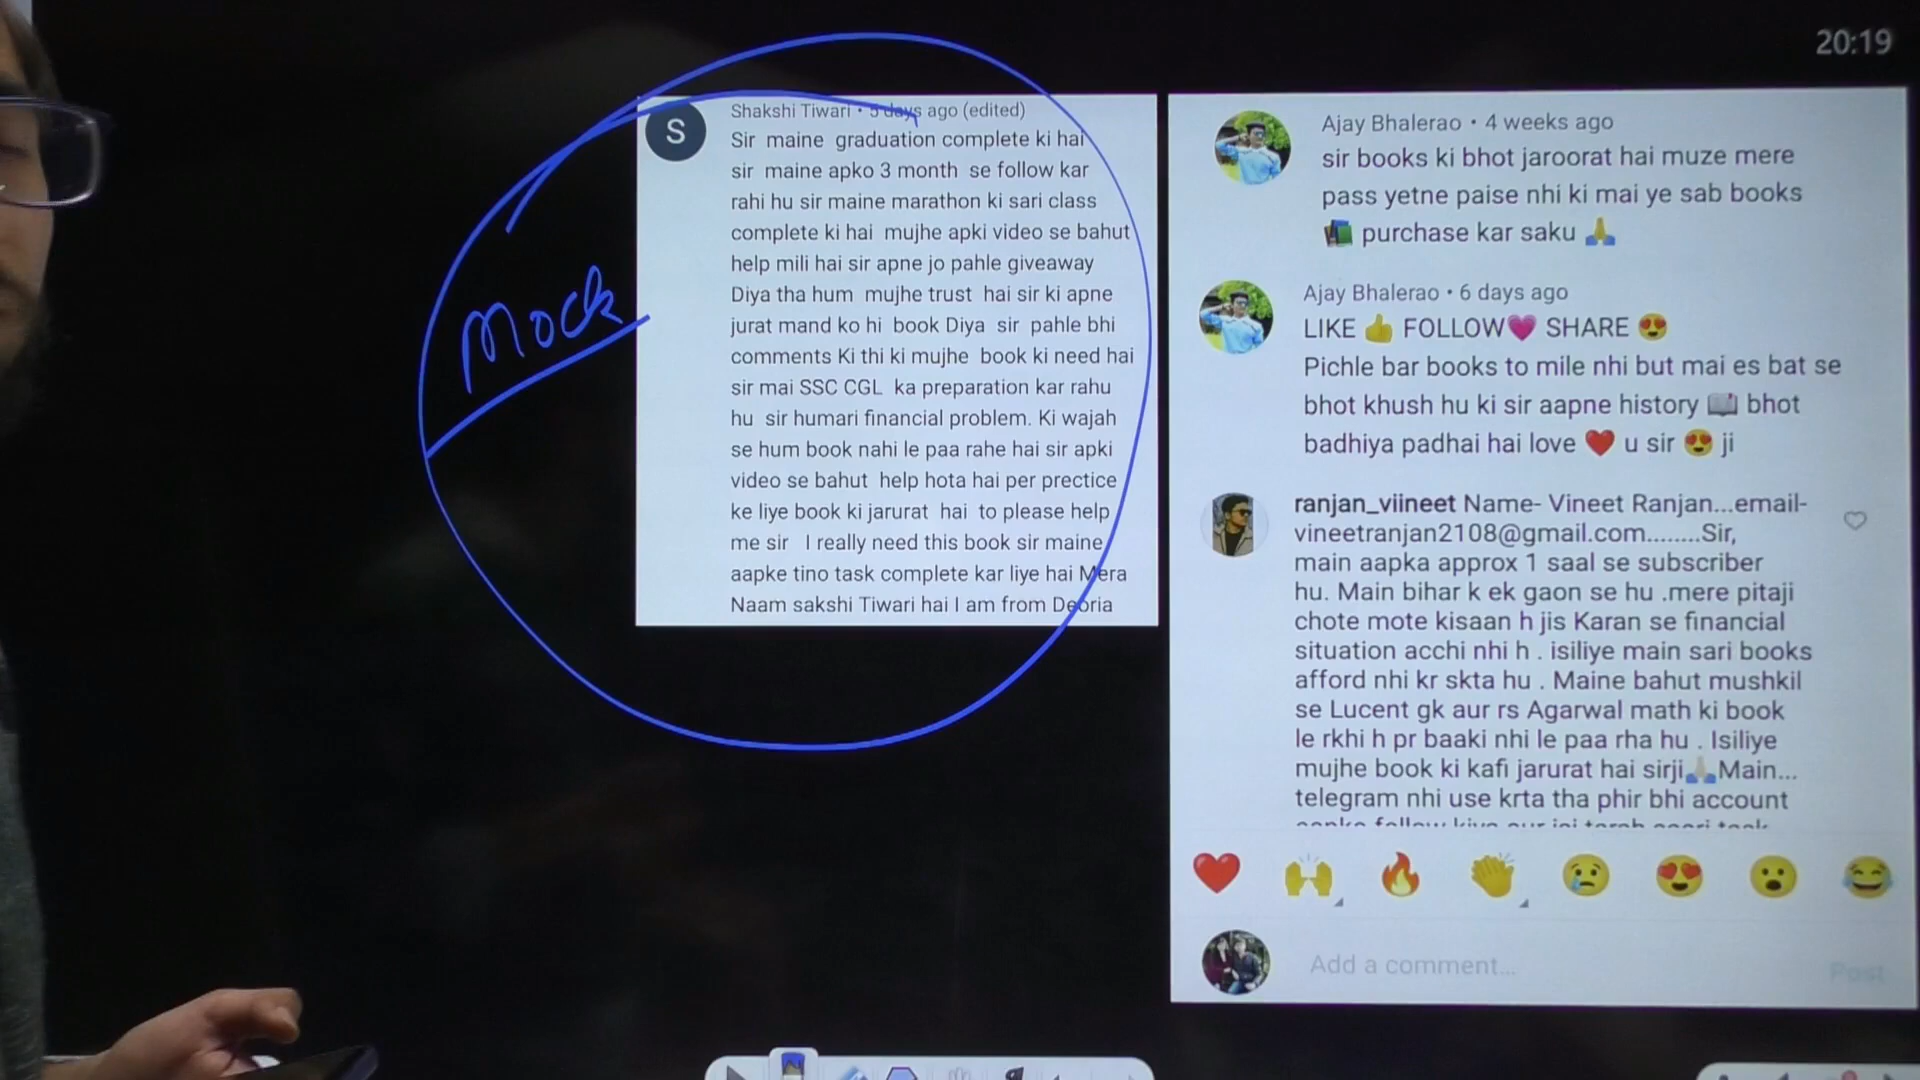 20:19
Mock
Shakshi Tiwari • 5 days ago (edited)
Sir maine graduation complete ki hai
sir maine apko 3 month se follow kar
rahi hu sir maine marathon ki sari class
complete ki hai mujhe apki video se bahut
help mili hai sir apne jo pahle giveaway
Diya tha hum mujhe trust hai sir ki apne
jurat mand ko hi book Diya sir pahle bhi
comments Ki thi ki mujhe book ki need hai
sir mai SSC CGL ka preparation kar rahu
hu sir humari financial problem. Ki wajah
se hum book nahi le paa rahe hai sir apki
video se bahut help hota hai per prectice
ke liye book ki jarurat hai to please help
me sir I really need this book sir maine
aapke tino task complete kar liye hai Mera
Naam sakshi Tiwari hai I am from Deoria
S
Ajay Bhalerao • 4 weeks ago
sir books ki bhot jaroorat hai muze mere
pass yetne paise nhi ki mai ye sab books
📚 purchase kar saku 🙏
Ajay Bhalerao • 6 days ago
LIKE 👍 FOLLOW💗 SHARE 😍
Pichle bar books to mile nhi but mai es bat se
bhot khush hu ki sir aapne history 📖 bhot
badhiya padhai hai love ❤️ u sir 😍 ji
ranjan_viineet Name- Vineet Ranjan...email-
vineetranjan2108@gmail.com........Sir,
main aapka approx 1 saal se subscriber
hu. Main bihar k ek gaon se hu .mere pitaji
chote mote kisaan h jis Karan se financial
situation acchi nhi h . isiliye main sari books
afford nhi kr skta hu . Maine bahut mushkil
se Lucent gk aur rs Agarwal math ki book
le rkhi h pr baaki nhi le paa rha hu . Isiliye
mujhe book ki kafi jarurat hai sirji🙏Main...
telegram nhi use krta tha phir bhi account
Add a comment...
Post